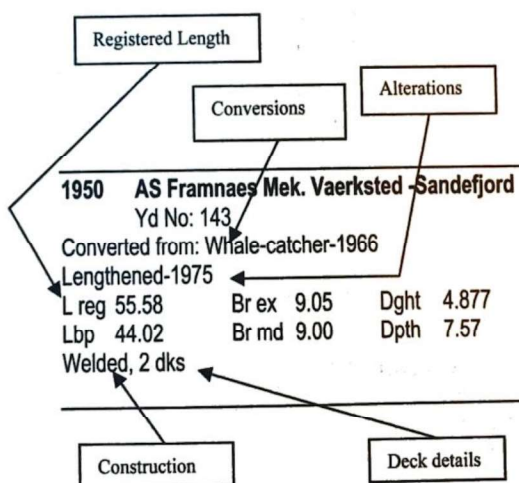 Registered Length
Conversions
Alterations
1950 AS Framnaes Mek. Vaerksted -Sandefjord
Yd No: 143
Converted from: Whale-catcher-1966
Lengthened-1975
L reg 55.58 Br ex 9.05 Dght 4.877
Lbp 44.02 Br md 9.00 Dpth 7.57
Welded, 2 dks
Construction
Deck details